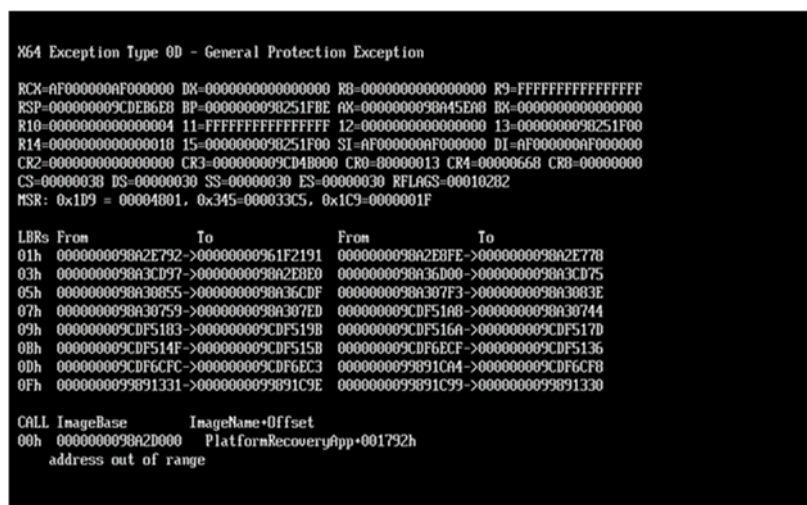 X64 Exception Type 0D - General Protection Exception
RCX=AF000000AF000000 DX=0000000000000000 R8=0000000000000000 R9=FFFFFFFFFFFFFFFF
RSP=000000009CDEB6E8 BP=0000000098251FBE AX=0000000098A45EA8 BX=0000000000000000
R10=0000000000000004 11=FFFFFFFFFFFFFFFF 12=0000000000000000 13=0000000098251F00
R14=0000000000000018 15=0000000098251F00 SI=AF000000AF000000 DI=AF000000AF000000
CR2=0000000000000000 CR3=000000009CD4B000 CR0=80000013 CR4=00000668 CR8=00000000
CS=00000038 DS=00000030 SS=00000030 ES=00000030 RFLAGS=00010282
MSR: 0x1D9 = 00004801, 0x345=000033C5, 0x1C9=0000001F
LBRs From To From To
01h 0000000098A2E792->00000000961F2191 0000000098A2E8FE->0000000098A2E778
03h 0000000098A3CD97->0000000098A2E8E0 0000000098A36D00->0000000098A3CD75
05h 0000000098A30855->0000000098A36CDF 0000000098A307F3->0000000098A3083E
07h 0000000098A30759->0000000098A307ED 000000009CDF51A8->0000000098A30744
09h 000000009CDF5183->000000009CDF519B 000000009CDF516A->000000009CDF517D
0Bh 000000009CDF514F->000000009CDF515B 000000009CDF6ECF->000000009CDF5136
0Dh 000000009CDF6CFC->000000009CDF6EC3 0000000099891CA4->000000009CDF6CF8
0Fh 0000000099891331->0000000099891C9E 0000000099891C99->0000000099891330
CALL ImageBase ImageName+Offset
00h 0000000098A2D000 PlatformRecoveryApp+001792h
address out of range